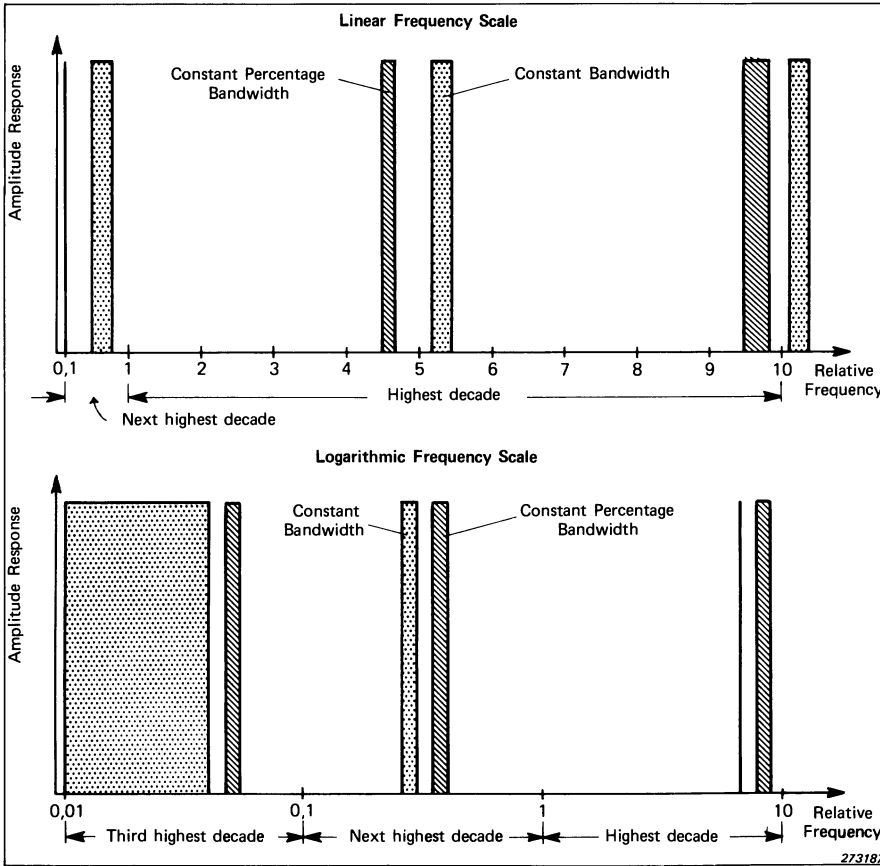 Linear Frequency Scale
Amplitude Response
Constant Percentage
Bandwidth
Constant Bandwidth
0,1 1 2 3 4 5 6 7 8 9 10 Relative
Frequency
Highest decade
Next highest decade
Logarithmic Frequency Scale
Amplitude Response
Constant
Bandwidth
Constant Percentage
Bandwidth
0,01 0,1 1 10 Relative
Frequency
Third highest decade Next highest decade Highest decade